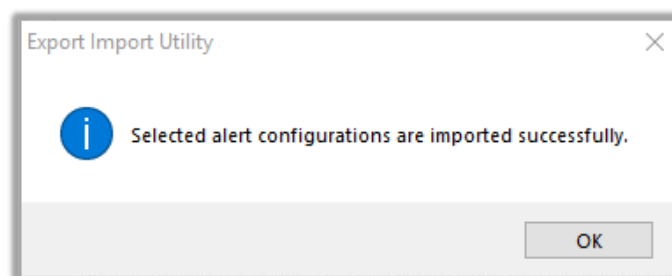 Export Import Utility
Selected alert configurations are imported successfully.
OK